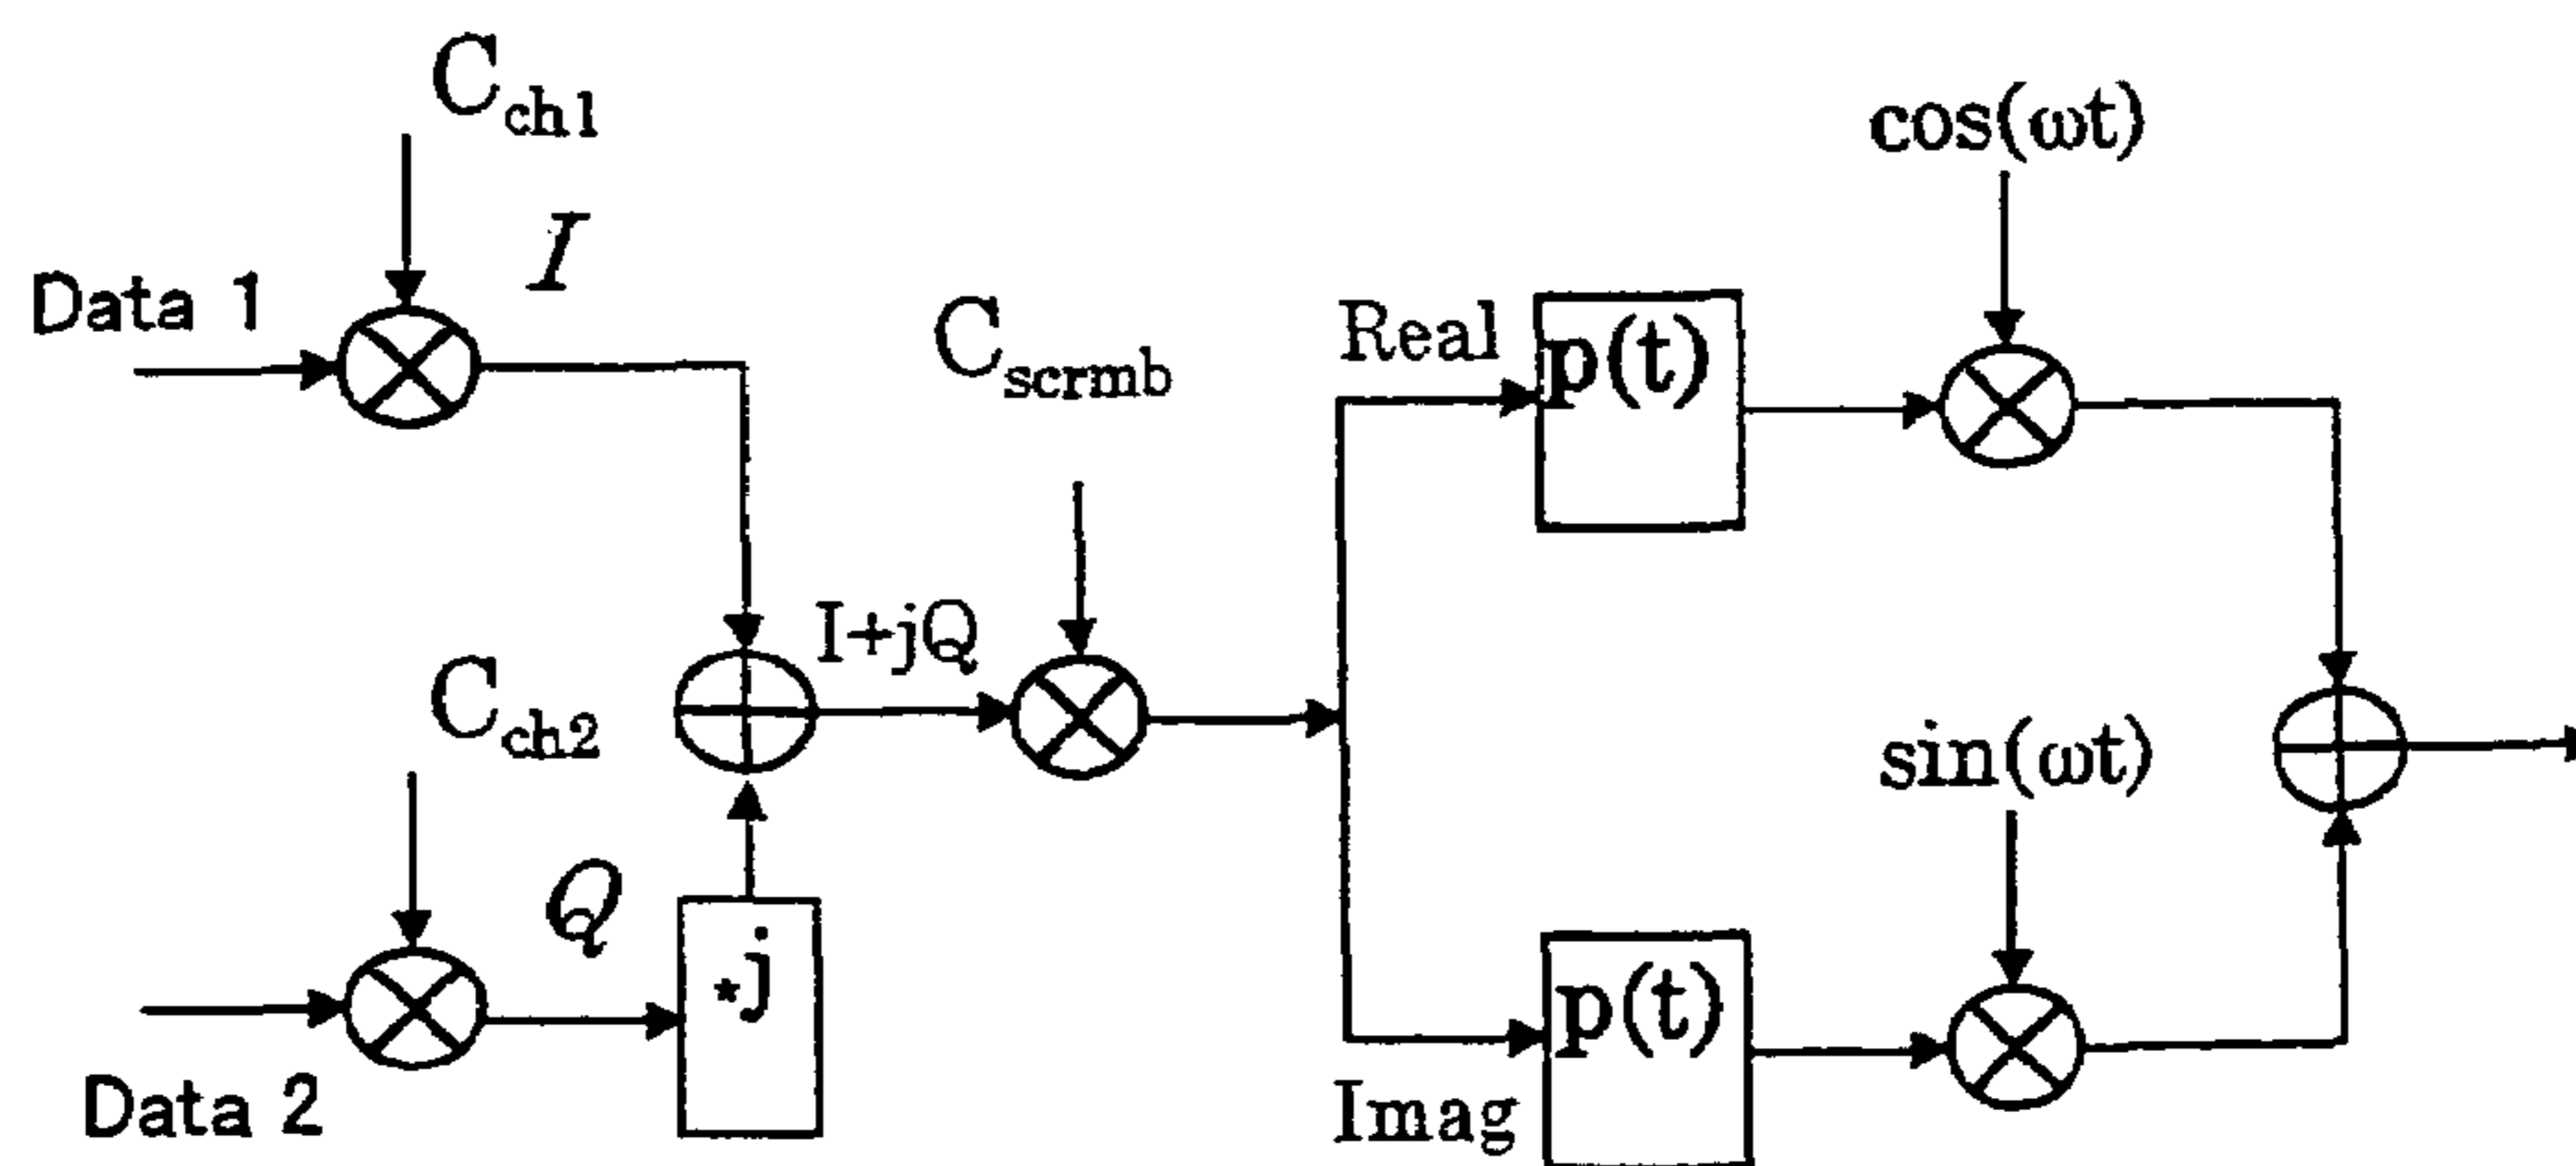 C_ch1
cos(ωt)
I
Data 1
C_scrmb
Real
p(t)
I+jQ
C_ch2
sin(ωt)
Q
*j
p(t)
Data 2
Imag